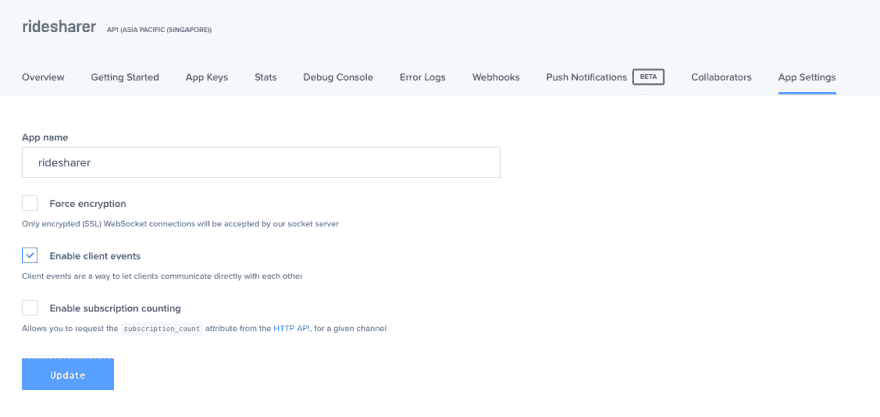 ridesharer AP1 (ASIA PACIFIC (SINGAPORE))
Overview Getting Started App Keys Stats Debug Console Error Logs Webhooks Push Notifications BETA Collaborators App Settings
App name
ridesharer
Force encryption
Only encrypted (SSL) WebSocket connections will be accepted by our socket server
Enable client events
Client events are a way to let clients communicate directly with each other
Enable subscription counting
Allows you to request the subscription_count attribute from the HTTP API, for a given channel
Update